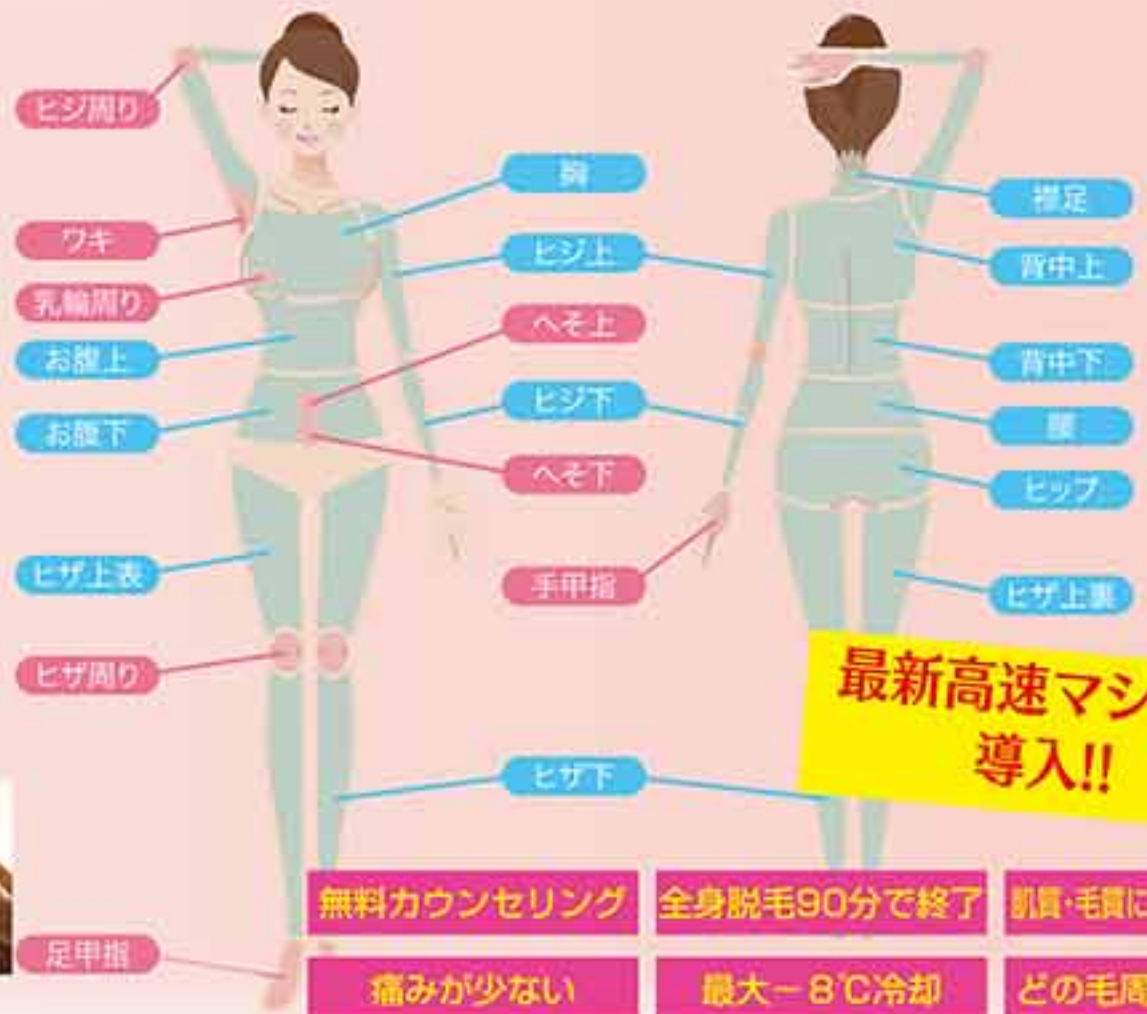 ヒジ周り
ワキ
乳輪周り
お腹上
お腹下
ヒザ上表
ヒザ周り
足甲指
胸
ヒジ上
へそ上
ヒジ下
へそ下
手甲指
ヒザ下
襟足
背中上
背中下
腰
ヒップ
ヒザ上裏
最新高速マシ
導入!!
無料カウンセリング
全身脱毛90分で終了
肌質・毛質に
痛みが少ない
最大－8℃冷却
どの毛周